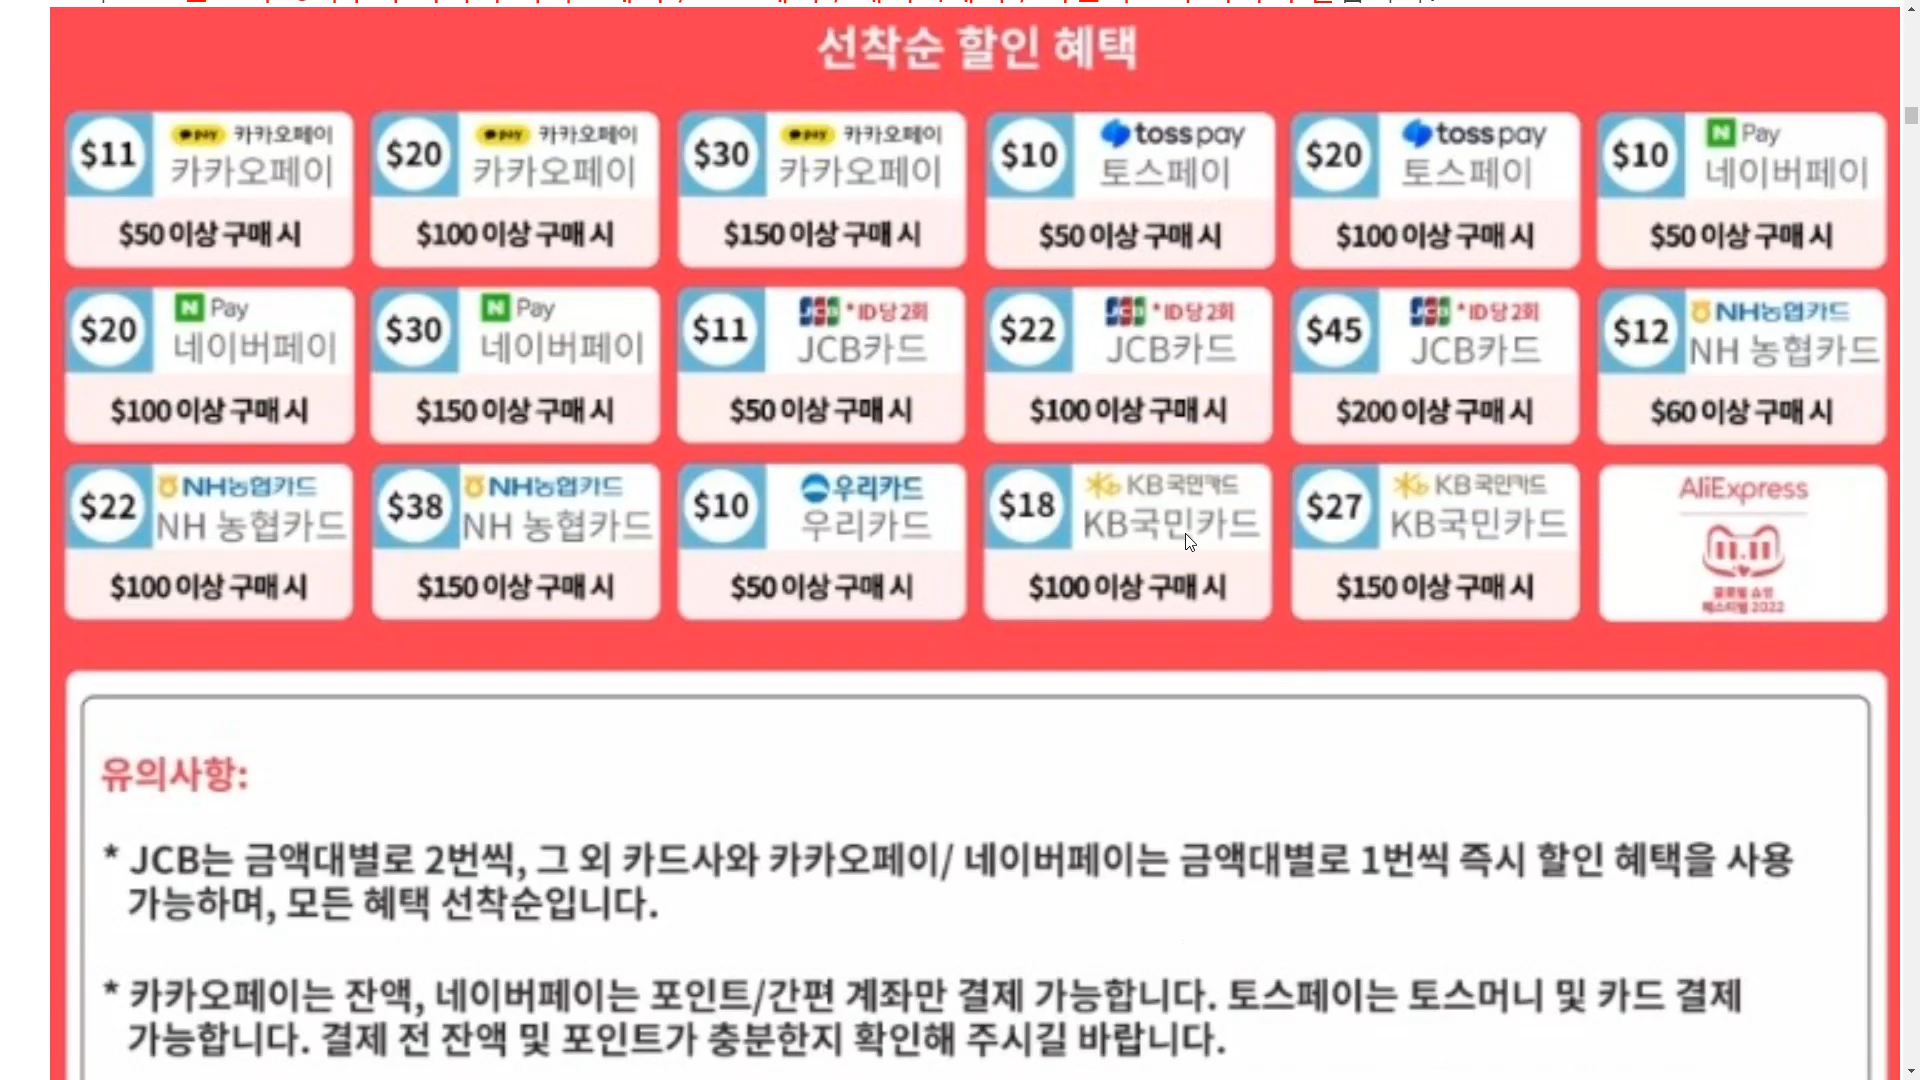 선착순 할인 혜택
$11 pay 카카오페이
카카오페이
$50 이상 구매 시
$20 pay 카카오페이
카카오페이
$100 이상 구매 시
$30 pay 카카오페이
카카오페이
$150 이상 구매 시
$10 toss pay
토스페이
$50 이상 구매 시
$20 toss pay
토스페이
$100 이상 구매 시
$10 N Pay
네이버페이
$50 이상 구매 시
$20 N Pay
네이버페이
$100 이상 구매 시
$30 N Pay
네이버페이
$150 이상 구매 시
$11 JCB *ID당 2회
JCB카드
$50 이상 구매 시
$22 JCB *ID당 2회
JCB카드
$100 이상 구매 시
$45 JCB *ID당 2회
JCB카드
$200 이상 구매 시
$12 NH농협카드
NH 농협카드
$60 이상 구매 시
$22 NH농협카드
NH 농협카드
$100 이상 구매 시
$38 NH농협카드
NH 농협카드
$150 이상 구매 시
$10 우리카드
우리카드
$50 이상 구매 시
$18 KB국민카드
KB국민카드
$100 이상 구매 시
$27 KB국민카드
KB국민카드
$150 이상 구매 시
AliExpress
11.11
글로벌 쇼핑
페스티벌 2022
유의사항:
* JCB는 금액대별로 2번씩, 그 외 카드사와 카카오페이/ 네이버페이는 금액대별로 1번씩 즉시 할인 혜택을 사용
가능하며, 모든 혜택 선착순입니다.
* 카카오페이는 잔액, 네이버페이는 포인트/간편 계좌만 결제 가능합니다. 토스페이는 토스머니 및 카드 결제
가능합니다. 결제 전 잔액 및 포인트가 충분한지 확인해 주시길 바랍니다.